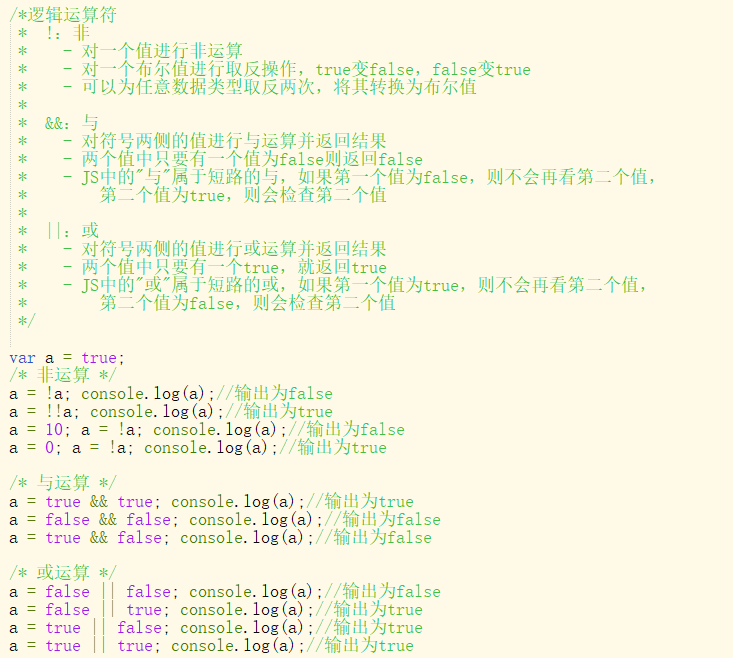 /*逻辑运算符
 *  !：非
 *    - 对一个值进行非运算
 *    - 对一个布尔值进行取反操作，true变false，false变true
 *    - 可以为任意数据类型取反两次，将其转换为布尔值
 *
 *  &&：与
 *    - 对符号两侧的值进行与运算并返回结果
 *    - 两个值中只要有一个值为false则返回false
 *    - JS中的"与"属于短路的与，如果第一个值为false，则不会再看第二个值，
 *        第二个值为true，则会检查第二个值
 *
 *  ||：或
 *    - 对符号两侧的值进行或运算并返回结果
 *    - 两个值中只要有一个true，就返回true
 *    - JS中的"或"属于短路的或，如果第一个值为true，则不会再看第二个值，
 *        第二个值为false，则会检查第二个值
 */
var a = true;
/* 非运算 */
a = !a; console.log(a);//输出为false
a = !!a; console.log(a);//输出为true
a = 10; a = !a; console.log(a);//输出为false
a = 0; a = !a; console.log(a);//输出为true
/* 与运算 */
a = true && true; console.log(a);//输出为true
a = false && false; console.log(a);//输出为false
a = true && false; console.log(a);//输出为false
/* 或运算 */
a = false || false; console.log(a);//输出为false
a = false || true; console.log(a);//输出为true
a = true || false; console.log(a);//输出为true
a = true || true; console.log(a);//输出为true